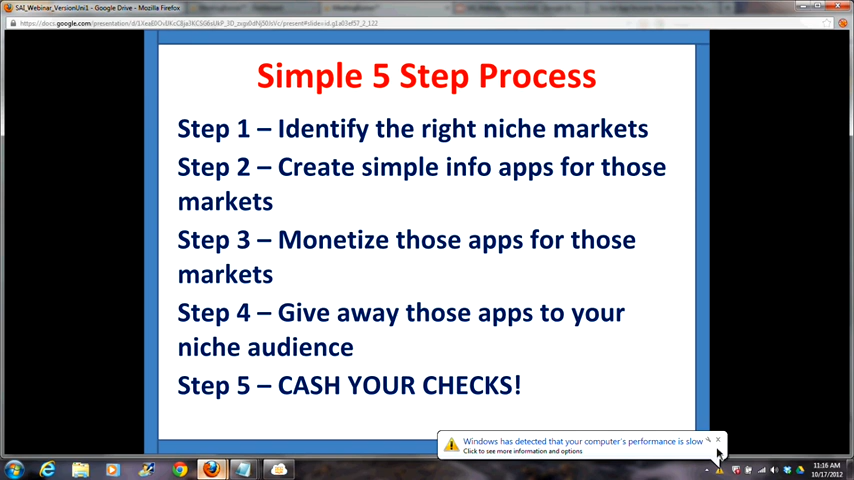 SAI_Webinar_VersionUni1 - Google Drive - Mozilla Firefox
Simple 5 Step Process
Step 1 – Identify the right niche markets
Step 2 – Create simple info apps for those
markets
Step 3 – Monetize those apps for those
markets
Step 4 – Give away those apps to your
niche audience
Step 5 – CASH YOUR CHECKS!
Windows has detected that your computer's performance is slow
Click to see more information and options
11:16 AM
10/17/2012